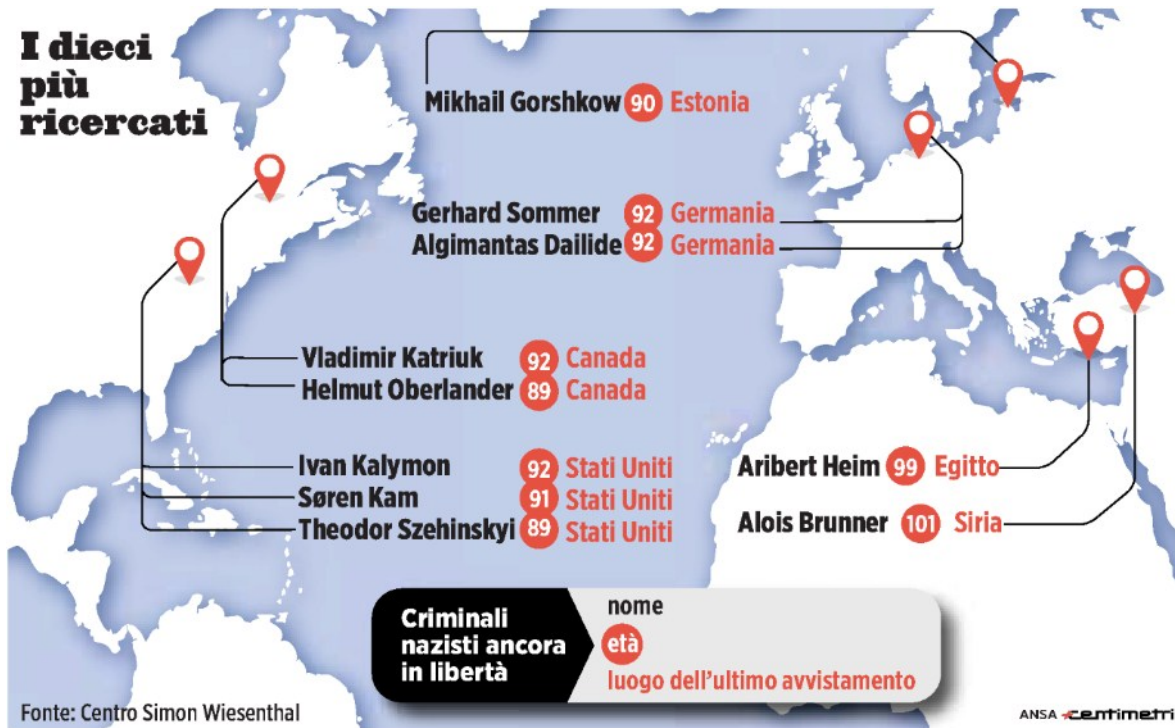 I dieci
più
ricercati
Mikhail Gorshkow 90 Estonia
Gerhard Sommer 92 Germania
Algimantas Dailide 92 Germania
Vladimir Katriuk 92 Canada
Helmut Oberlander 89 Canada
Ivan Kalymon 92 Stati Uniti
Søren Kam 91 Stati Uniti
Theodor Szehinskyi 89 Stati Uniti
Aribert Heim 99 Egitto
Alois Brunner 101 Siria
Criminali
nazisti ancora
in libertà
nome
età
luogo dell'ultimo avvistamento
Fonte: Centro Simon Wiesenthal
ANSA centimetri